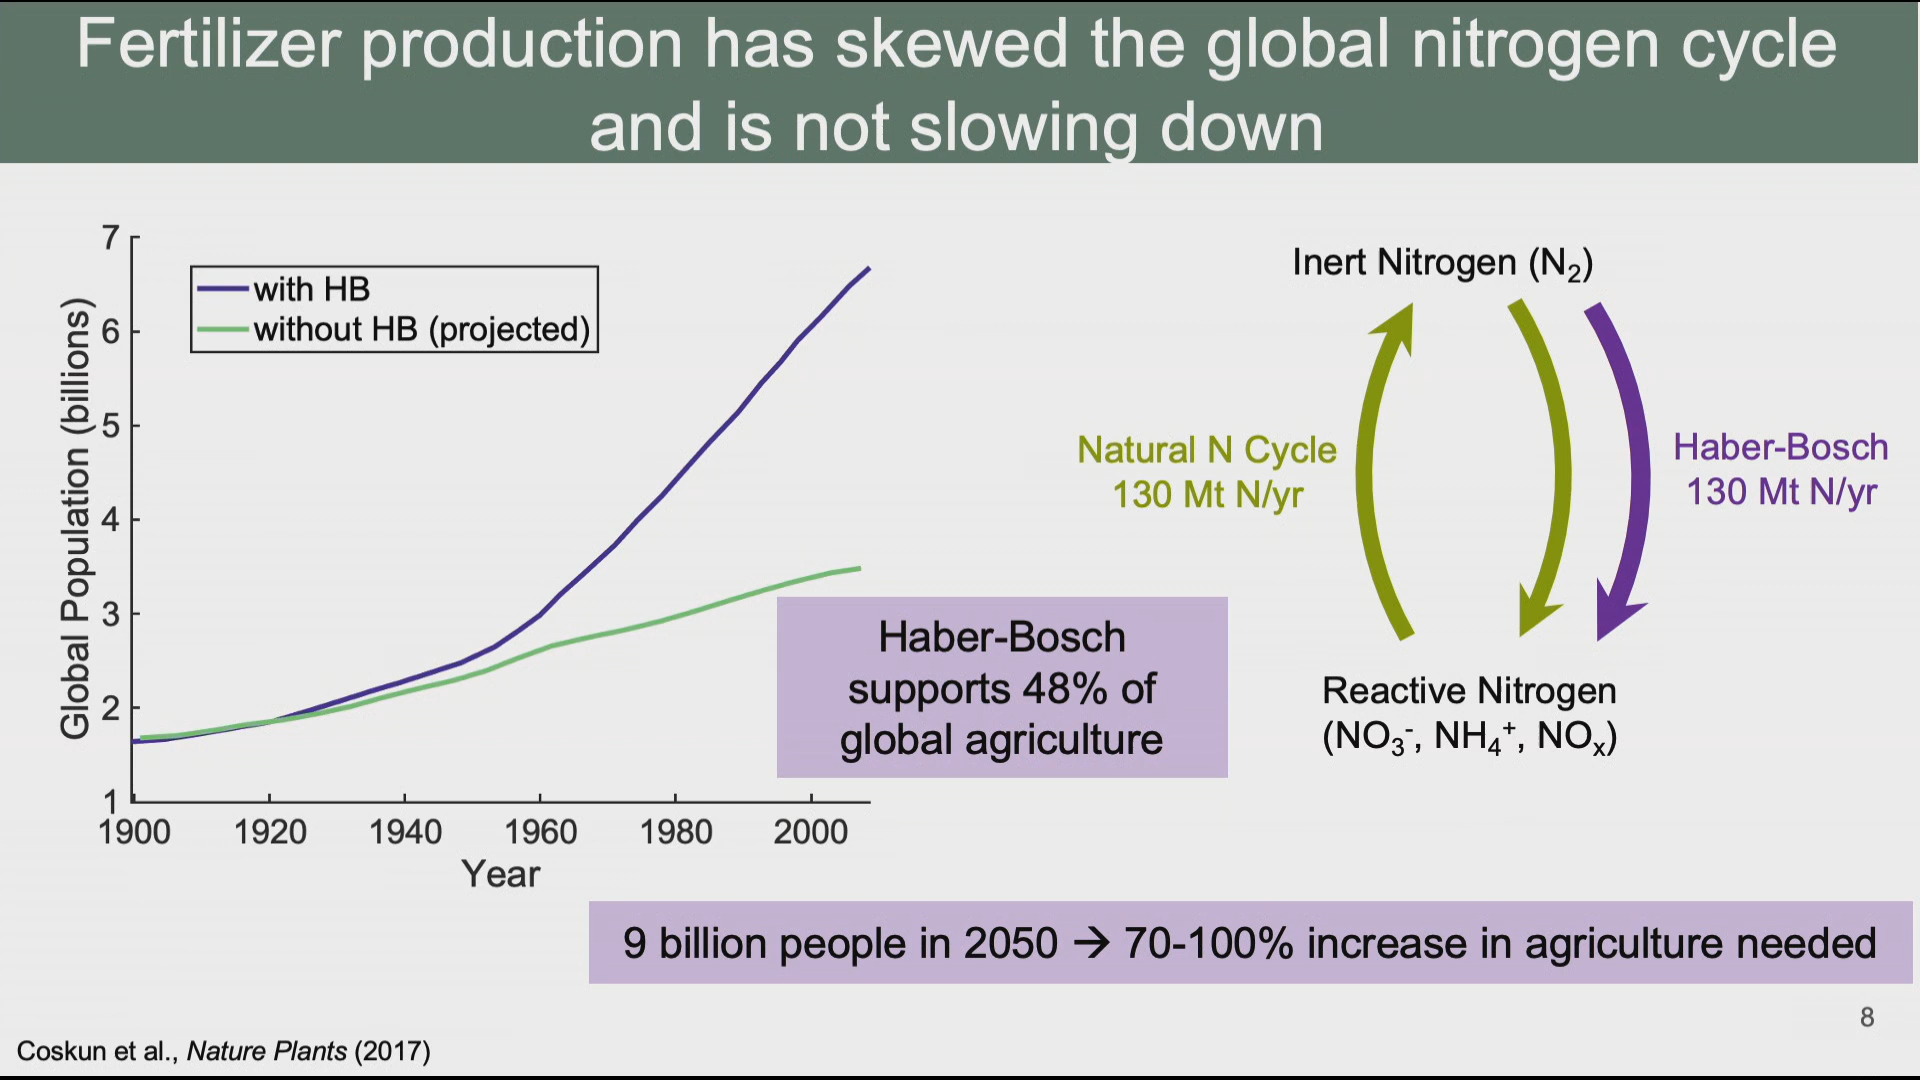 Fertilizer production has skewed the global nitrogen cycle
and is not slowing down
7
6
5
4
3
2
1
Global Population (billions)
with HB
without HB (projected)
1900 1920 1940 1960 1980 2000
Year
Haber-Bosch
supports 48% of
global agriculture
Inert Nitrogen (N₂)
Natural N Cycle
130 Mt N/yr
Haber-Bosch
130 Mt N/yr
Reactive Nitrogen
(NO₃⁻, NH₄⁺, NOₓ)
9 billion people in 2050 → 70-100% increase in agriculture needed
8
Coskun et al., Nature Plants (2017)